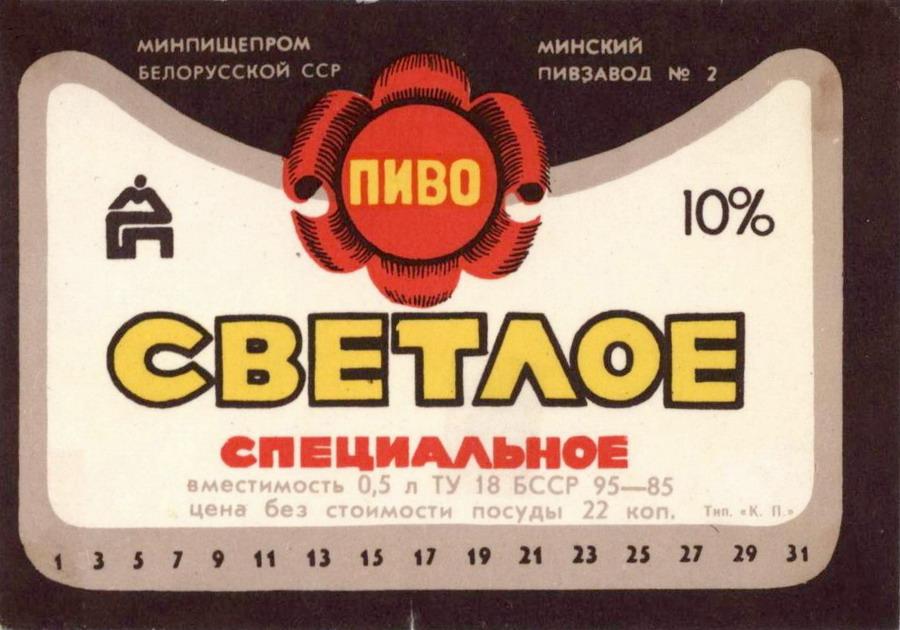 МИНПИЩЕПРОМ
БЕЛОРУССКОЙ ССР
МИНСКИЙ
ПИВЗАВОД № 2
ПИВО
10%
СВЕТЛОЕ
СПЕЦИАЛЬНОЕ
вместимость 0,5 л ТУ 18 БССР 95—85
цена без стоимости посуды 22 коп.
Тип. «К. П.»
1 3 5 7 9 11 13 15 17 19 21 23 25 27 29 31